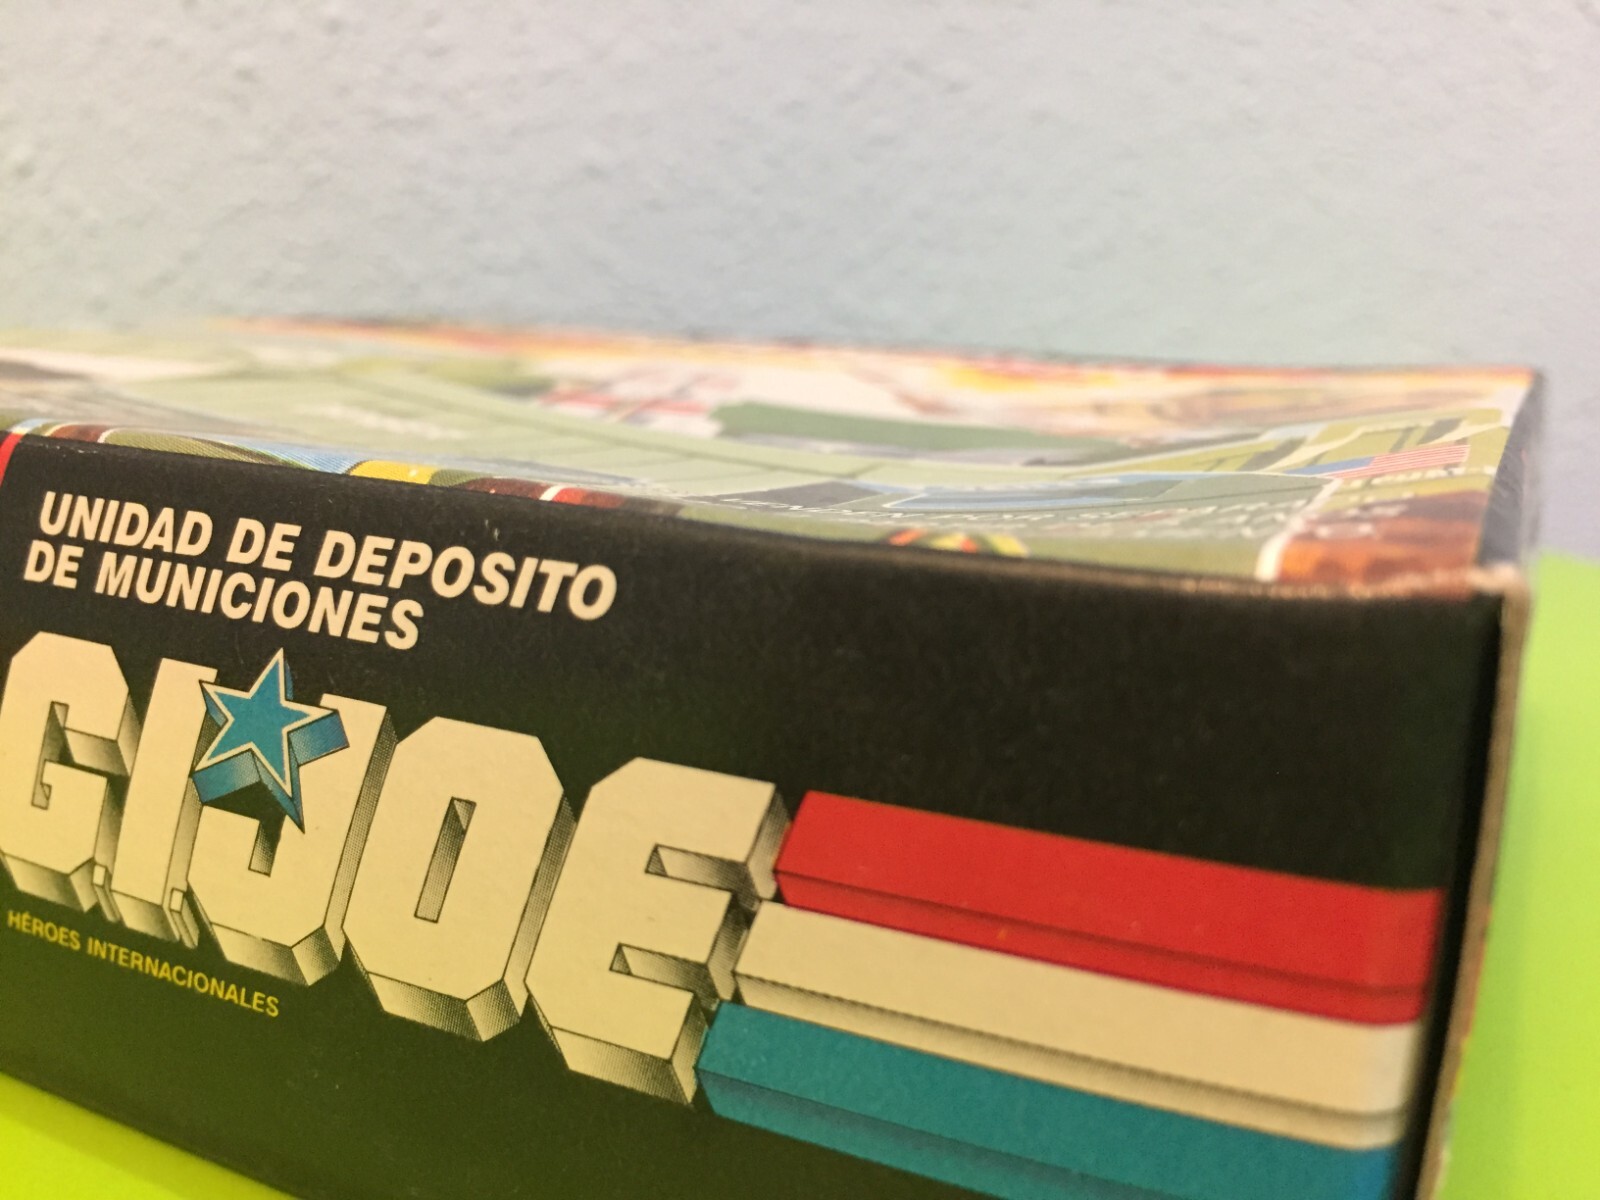 UNIDAD DE DEPOSITO
DE MUNICIONES
G.I. JOE
HÉROES INTERNACIONALES